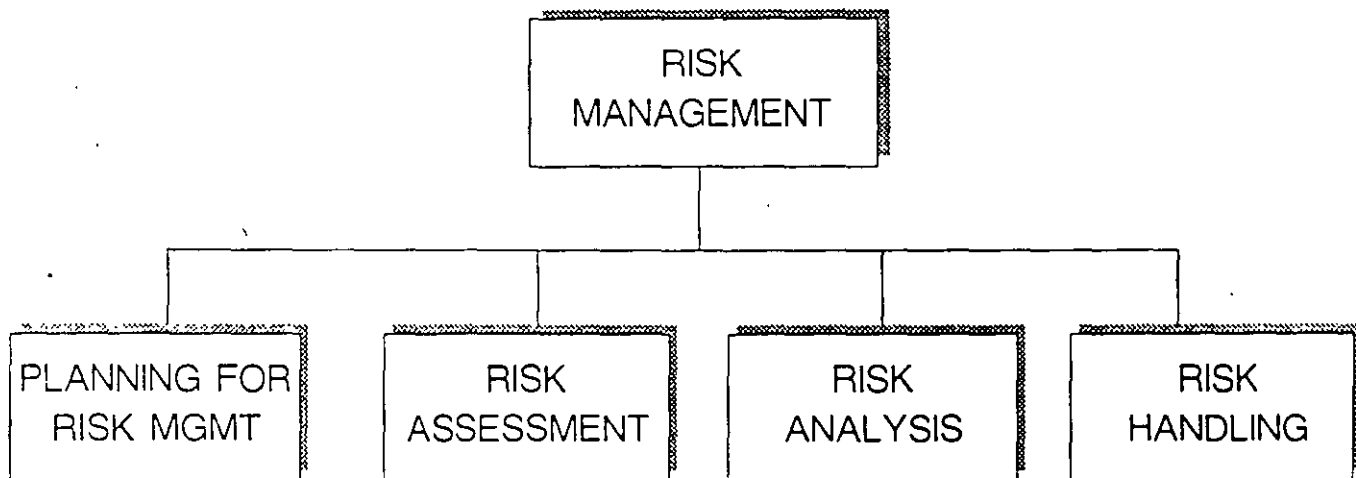 RISK
MANAGEMENT
PLANNING FOR
RISK MGMT
RISK
ASSESSMENT
RISK
ANALYSIS
RISK
HANDLING